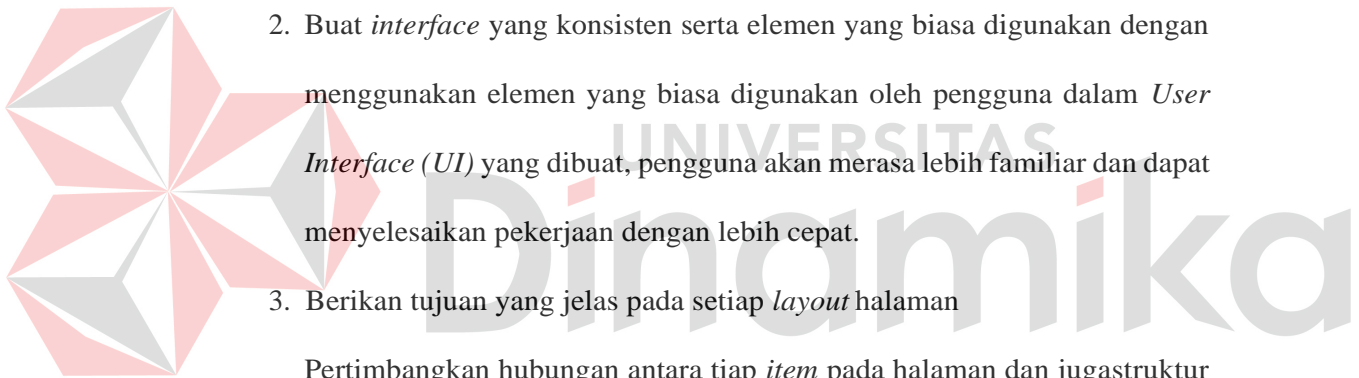 2. Buat interface yang konsisten serta elemen yang biasa digunakan dengan
menggunakan elemen yang biasa digunakan oleh pengguna dalam User
UNIVERSITAS
Interface (UI) yang dibuat, pengguna akan merasa lebih familiar dan dapat
Dinamika
menyelesaikan pekerjaan dengan lebih cepat.
3. Berikan tujuan yang jelas pada setiap layout halaman
Pertimbangkan hubungan antara tiap item pada halaman dan jugastruktur